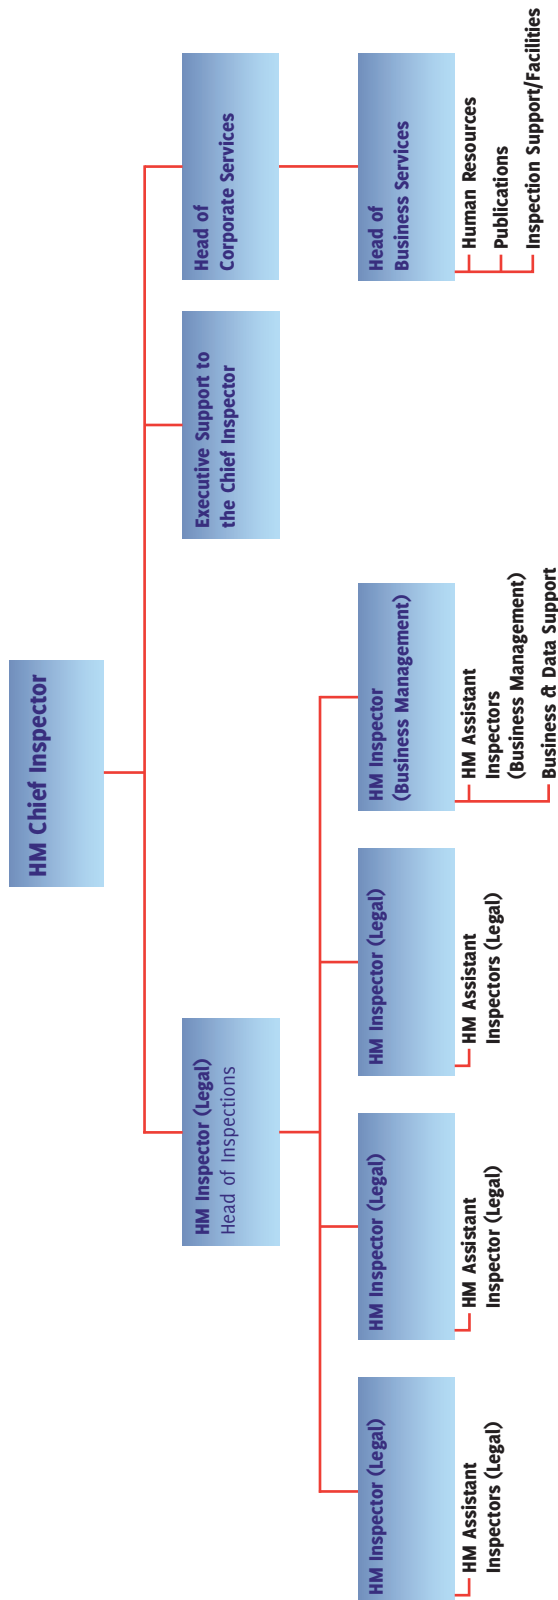 HM Chief Inspector
HM Inspector (Legal)
Head of Inspections
Executive Support to
the Chief Inspector
Head of
Corporate Services
HM Inspector (Legal)
HM Assistant
Inspectors (Legal)
HM Inspector (Legal)
HM Assistant
Inspector (Legal)
HM Inspector (Legal)
HM Assistant
Inspectors (Legal)
HM Inspector
(Business Management)
HM Assistant
Inspectors
(Business Management)
Business & Data Support
Head of
Business Services
Human Resources
Publications
Inspection Support/Facilities